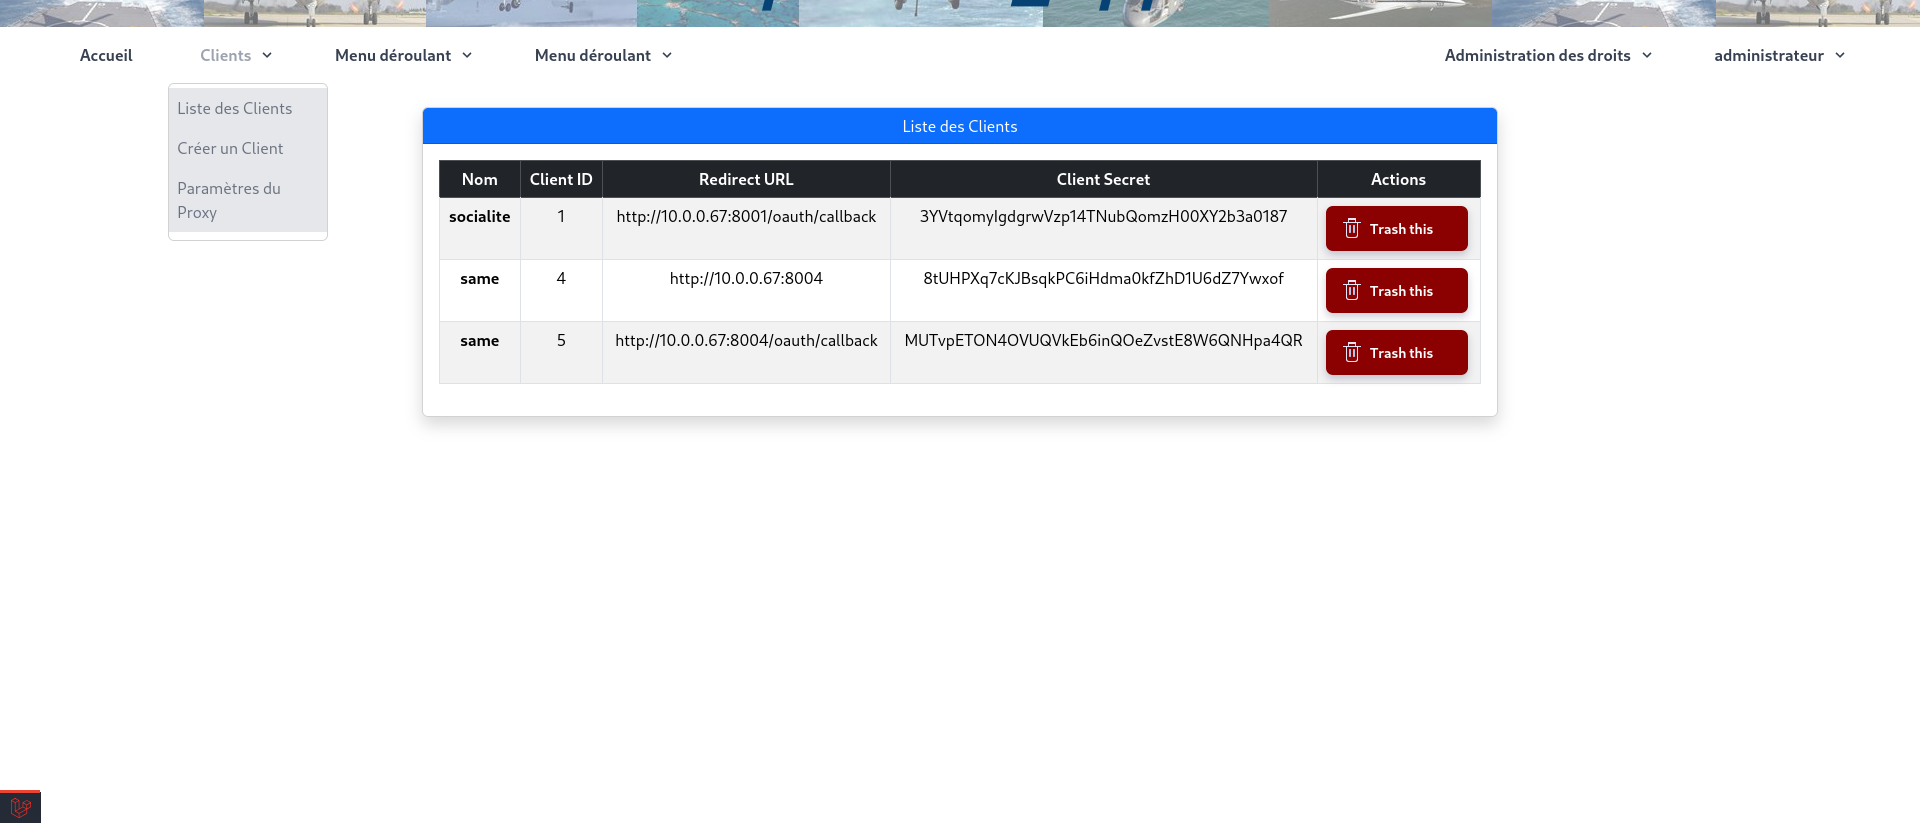 Accueil Clients Menu déroulant Menu déroulant Administration des droits administrateur
Liste des Clients
Créer un Client
Paramètres du
Proxy
Liste des Clients
Nom Client ID Redirect URL Client Secret Actions
socialite 1 http://10.0.0.67:8001/oauth/callback 3YVtqomyIgdgrwVzp14TNubQomzH00XY2b3a0187 Trash this
same 4 http://10.0.0.67:8004 8tUHPXq7cKJBsqkPC6iHdma0kfZhD1U6dZ7Ywxof Trash this
same 5 http://10.0.0.67:8004/oauth/callback MUTvpETON4OVUQVkEb6inQOeZvstE8W6QNHpa4QR Trash this